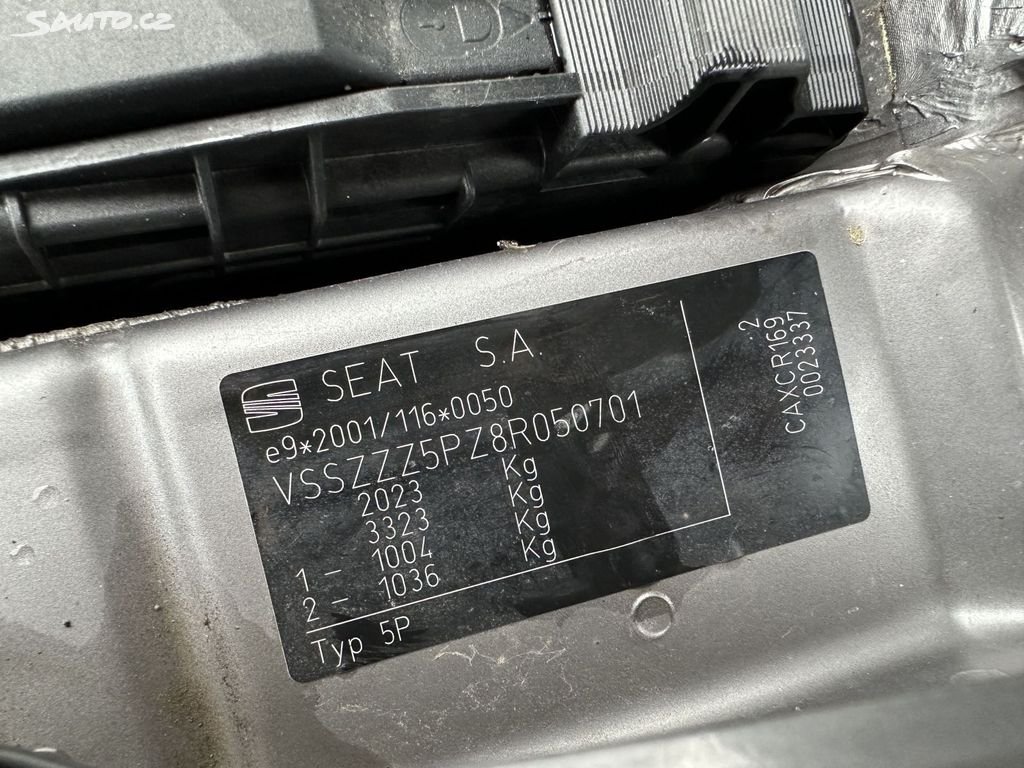 Sauto.cz
SEAT S.A.
e9*2001/116*0050
VSSZZZ5PZ8R050701
2023 Kg
3323 Kg
1 - 1004 Kg
2 - 1036 Kg
Typ 5P
.2
CAXCR169
0023337